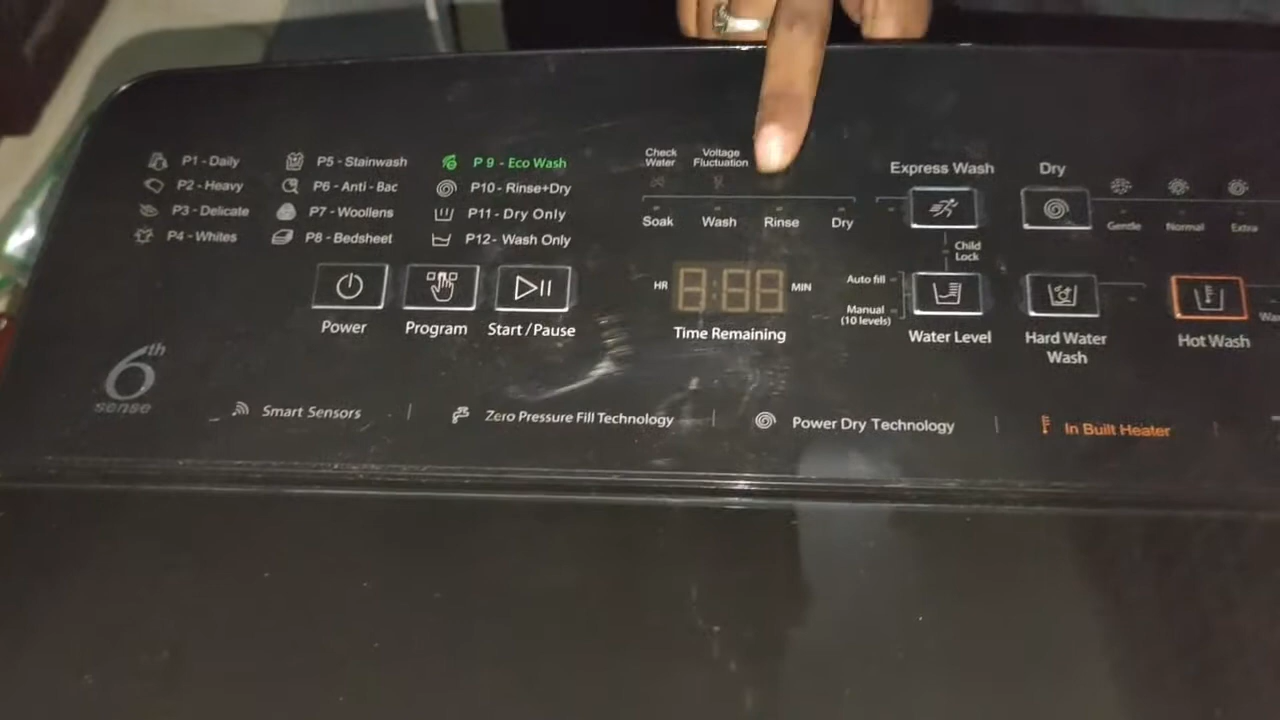 P1 - Daily
P2 - Heavy
P3 - Delicate
P4 - Whites
P5 - Stainwash
P6 - Anti - Bac
P7 - Woollens
P8 - Bedsheet
P 9 - Eco Wash
P10 - Rinse+Dry
P11 - Dry Only
P12- Wash Only
Check
Water
Voltage
Fluctuation
Soak Wash Rinse Dry
Express Wash
Dry
Gentle Normal Extra
Child
Lock
Power
Program
Start/Pause
HR
MIN
Time Remaining
Auto fill
Manual
(10 levels)
Water Level
Hard Water
Wash
Hot Wash
6th
sense
Smart Sensors | Zero Pressure Fill Technology | Power Dry Technology | In Built Heater |